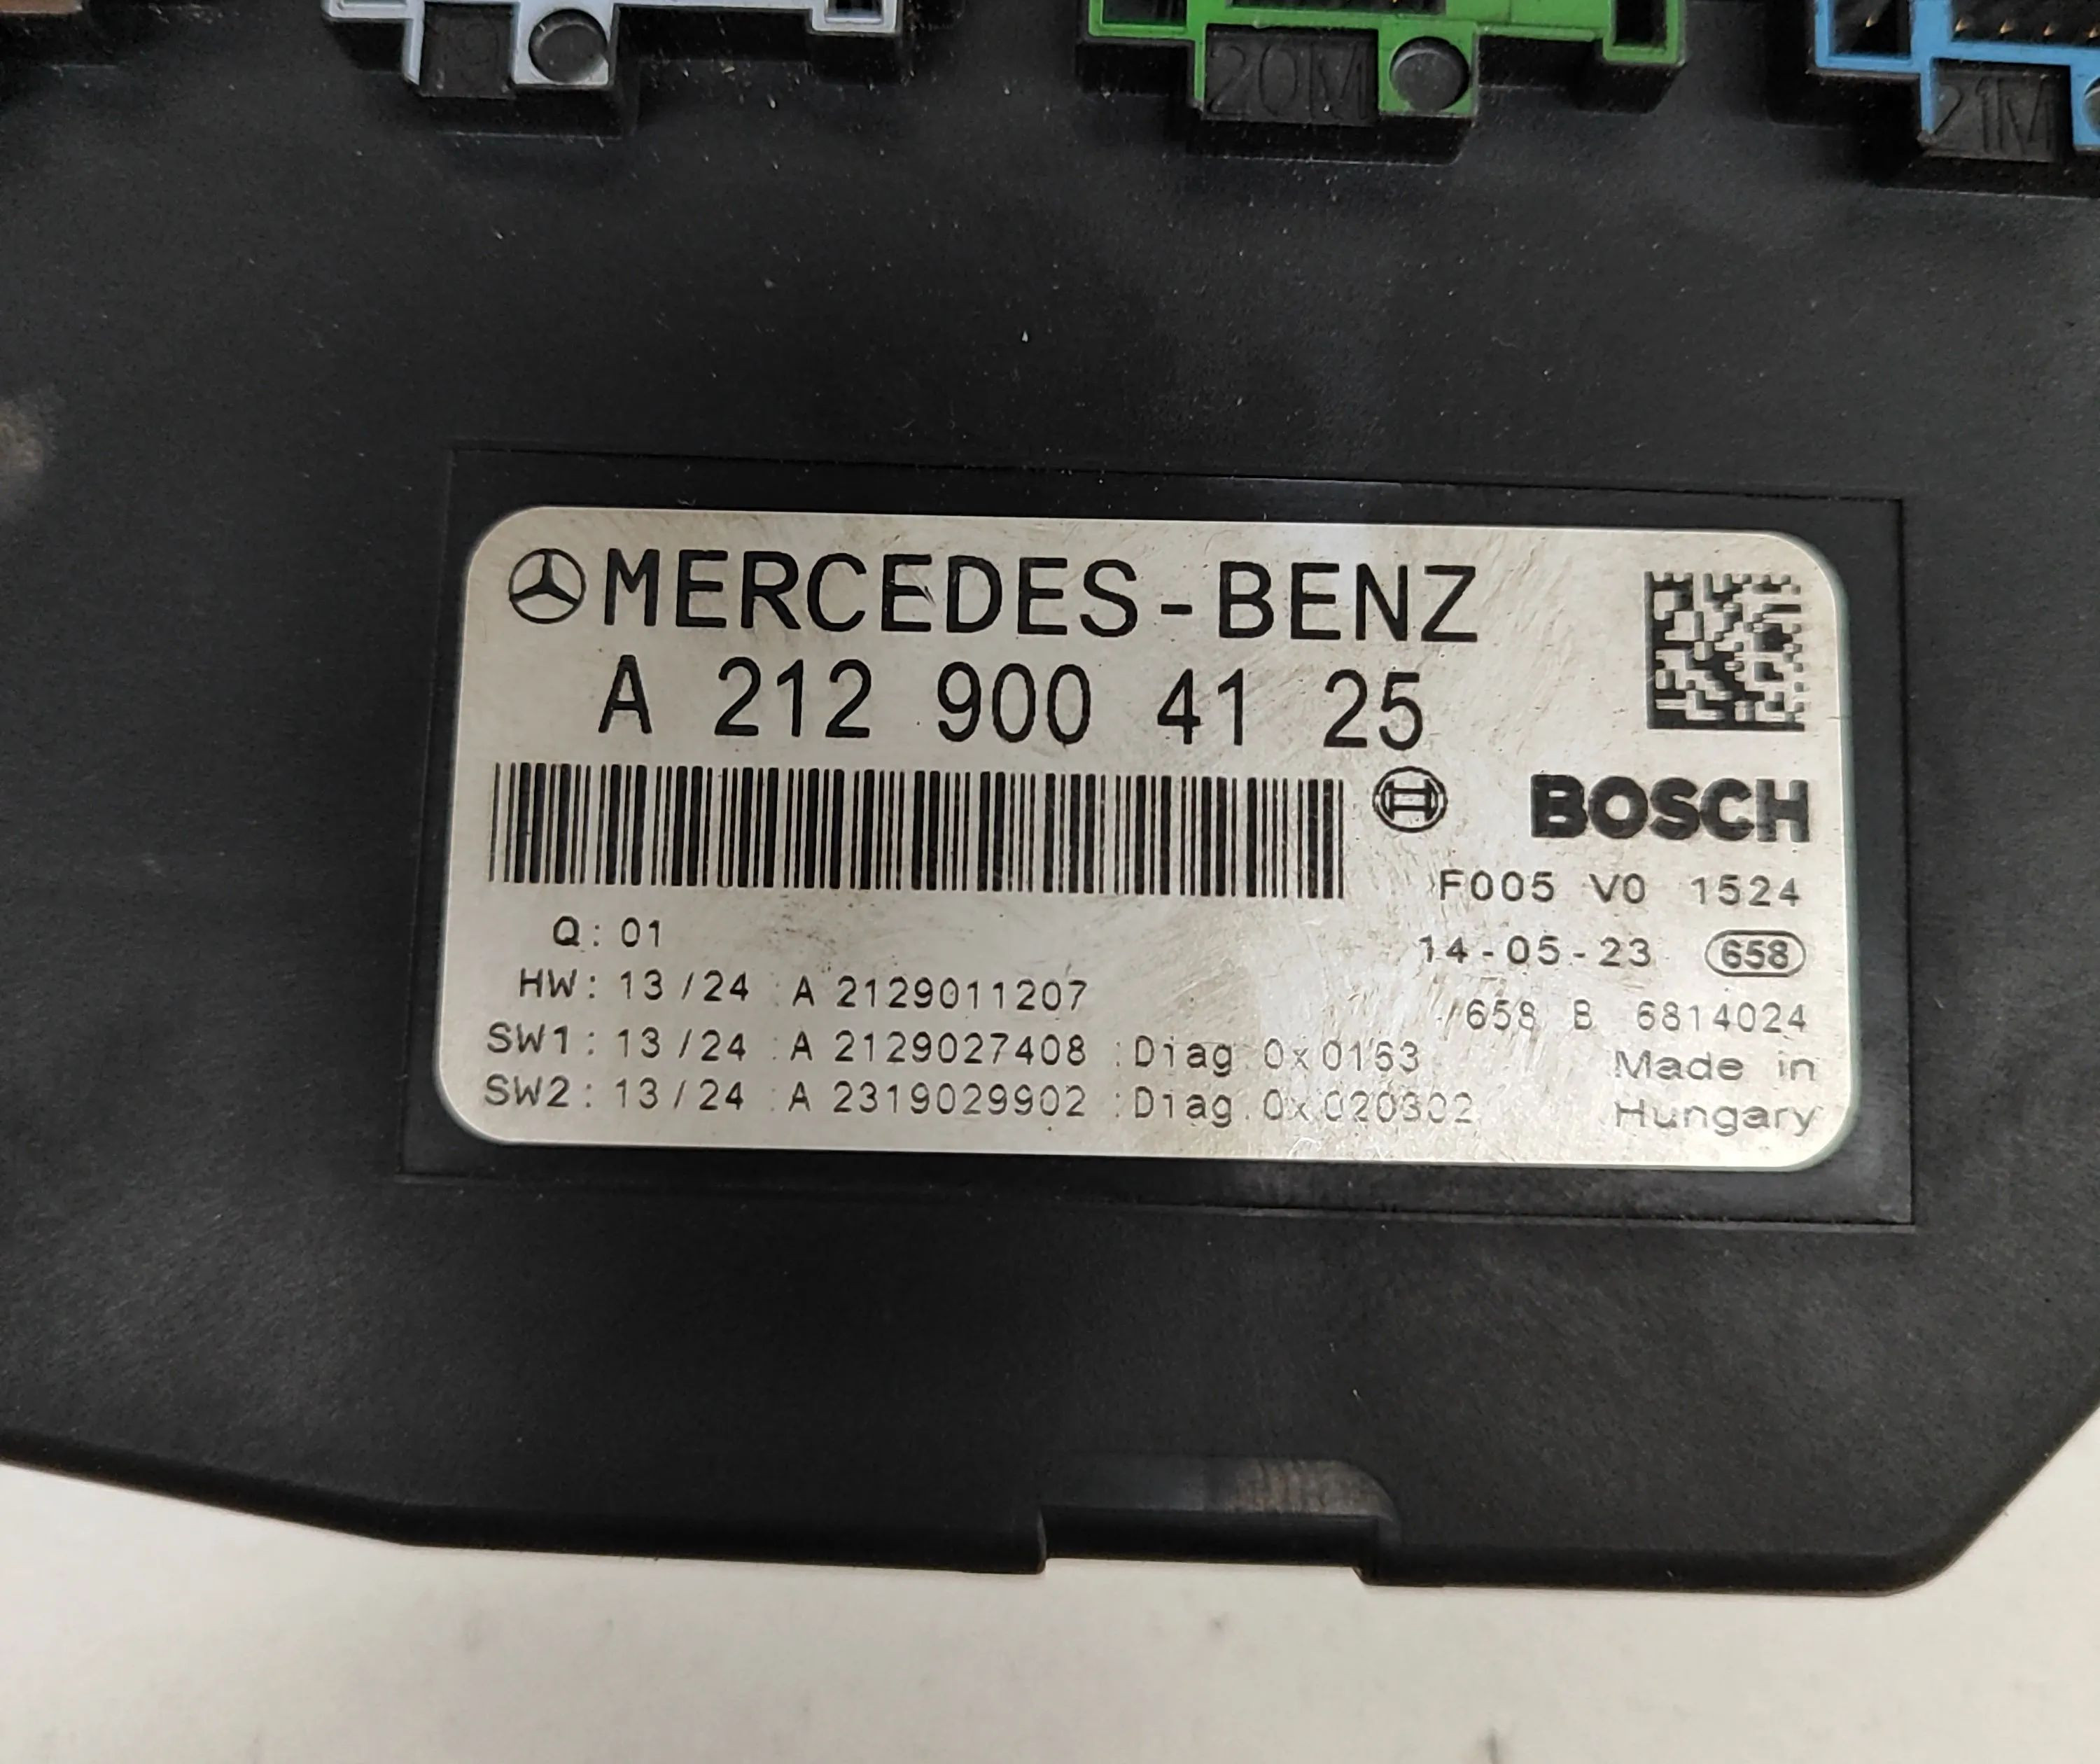 19
20M
21M
MERCEDES-BENZ
A 212 900 41 25
BOSCH
F005 V0 1524
Q: 01
14-05-23 658
HW: 13/24 :A 2129011207
658 B 6814024
SW1: 13/24 :A 2129027408 :Diag.0x0163
Made in
SW2: 13/24 :A 2319029902 :Diag.0x020302
Hungary